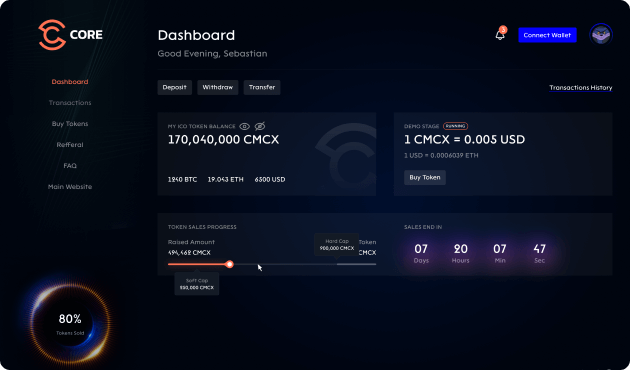 CORE
Dashboard
Good Evening, Sebastian
3
Connect Wallet
Dashboard
Transactions
Buy Tokens
Refferal
FAQ
Main Website
Deposit
Withdraw
Transfer
Transactions History
MY ICO TOKEN BALANCE
170,040,000 CMCX
1240 BTC
19.043 ETH
6500 USD
DEMO STAGE
RUNNING
1 CMCX = 0.005 USD
1 USD = 0.0006039 ETH
Buy Token
TOKEN SALES PROGRESS
Raised Amount
494,462 CMCX
Hard Cap
900,000 CMCX
Token
CMCX
Soft Cap
550,000 CMCX
SALES END IN
07
20
07
47
Days
Hours
Min
Sec
80%
Tokens Sold